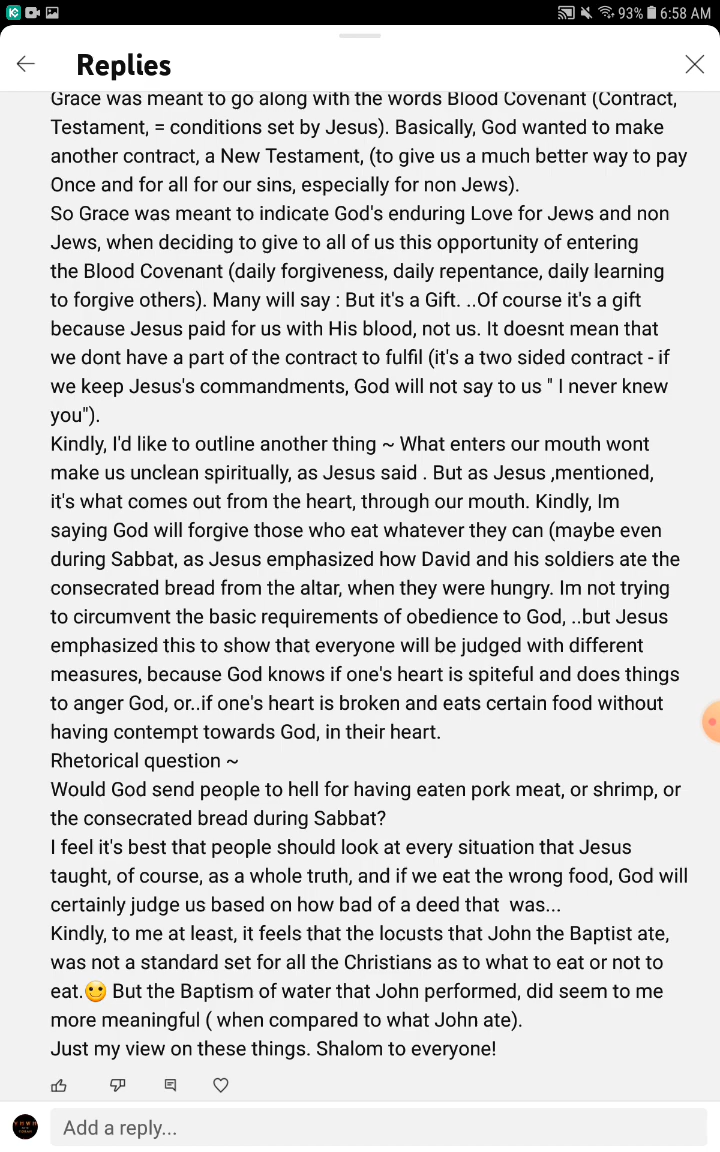 93% 6:58 AM
Replies
Grace was meant to go along with the words Blood Covenant (Contract,
Testament, = conditions set by Jesus). Basically, God wanted to make
another contract, a New Testament, (to give us a much better way to pay
Once and for all for our sins, especially for non Jews).
So Grace was meant to indicate God's enduring Love for Jews and non
Jews, when deciding to give to all of us this opportunity of entering
the Blood Covenant (daily forgiveness, daily repentance, daily learning
to forgive others). Many will say : But it's a Gift. ..Of course it's a gift
because Jesus paid for us with His blood, not us. It doesnt mean that
we dont have a part of the contract to fulfil (it's a two sided contract - if
we keep Jesus's commandments, God will not say to us " I never knew
you").
Kindly, I'd like to outline another thing ~ What enters our mouth wont
make us unclean spiritually, as Jesus said . But as Jesus ,mentioned,
it's what comes out from the heart, through our mouth. Kindly, Im
saying God will forgive those who eat whatever they can (maybe even
during Sabbat, as Jesus emphasized how David and his soldiers ate the
consecrated bread from the altar, when they were hungry. Im not trying
to circumvent the basic requirements of obedience to God, ..but Jesus
emphasized this to show that everyone will be judged with different
measures, because God knows if one's heart is spiteful and does things
to anger God, or..if one's heart is broken and eats certain food without
having contempt towards God, in their heart.
Rhetorical question ~
Would God send people to hell for having eaten pork meat, or shrimp, or
the consecrated bread during Sabbat?
I feel it's best that people should look at every situation that Jesus
taught, of course, as a whole truth, and if we eat the wrong food, God will
certainly judge us based on how bad of a deed that  was...
Kindly, to me at least, it feels that the locusts that John the Baptist ate,
was not a standard set for all the Christians as to what to eat or not to
eat.🙂 But the Baptism of water that John performed, did seem to me
more meaningful ( when compared to what John ate).
Just my view on these things. Shalom to everyone!
Add a reply...